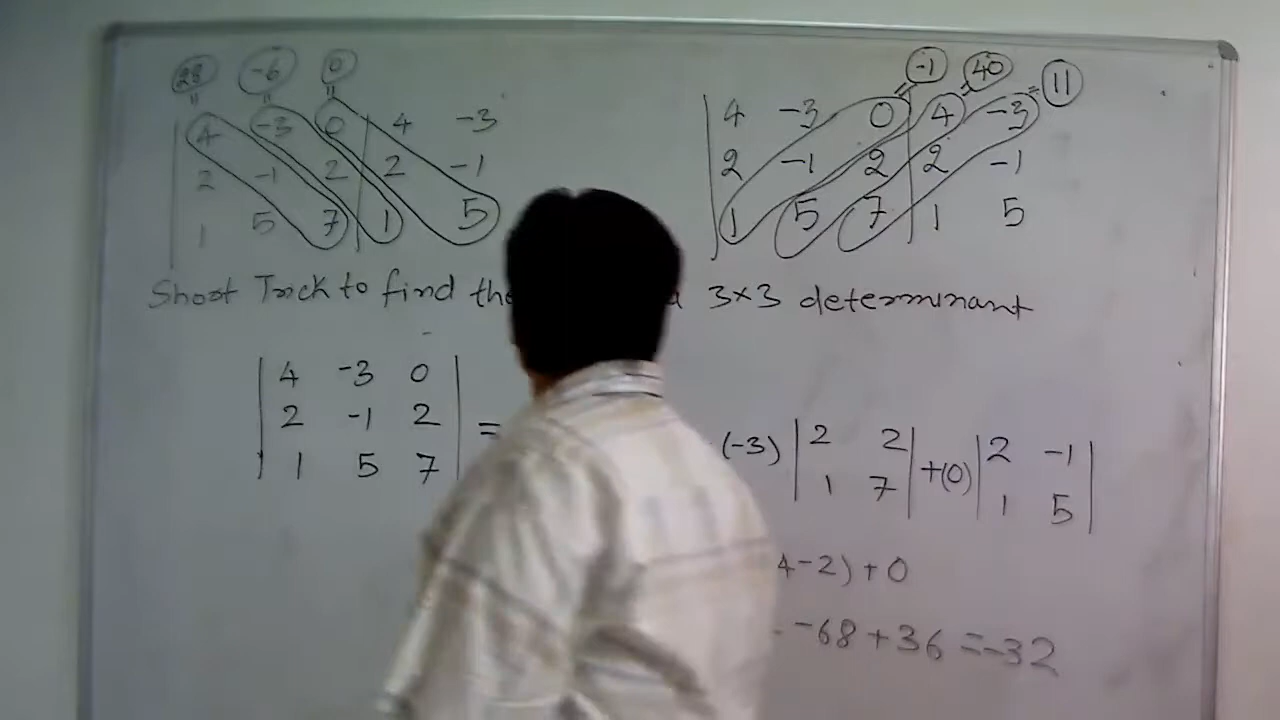 28 -6 0 -1 40
4 -3 0 4 -3 4 -3 0 4 -3 = 11
2 -1 2 2 -1 2 -1 2 2 -1
1 5 7 1 5 1 5 7 1 5
Short Trick to find the 3×3 determinant
4 -3 0
2 -1 2 = (-3) 2 2 +(0) 2 -1
1 5 7 1 7 1 5
4-2) + 0
-68 + 36 = -32